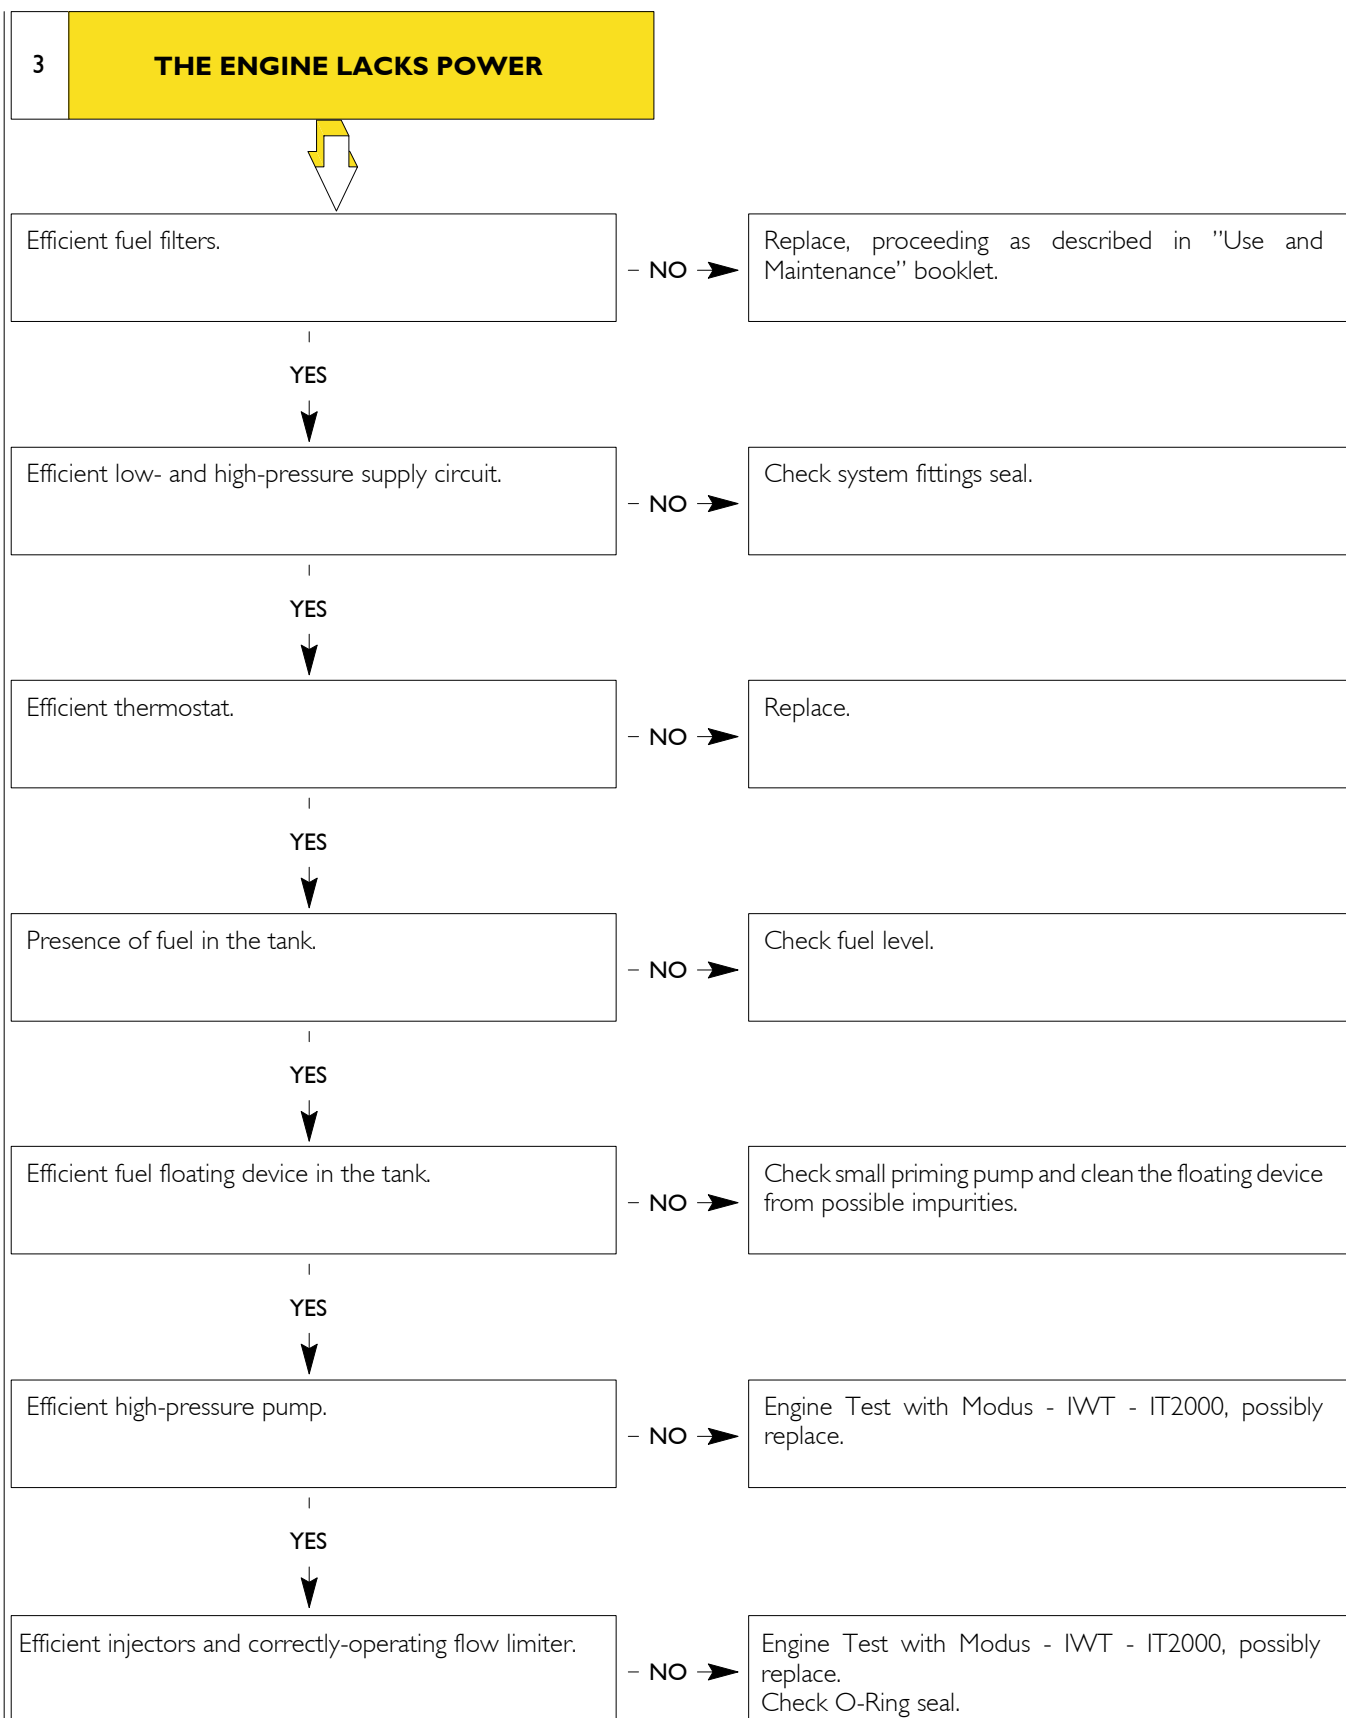 3
THE ENGINE LACKS POWER
Efficient fuel filters.
NO
Replace, proceeding as described in ”Use and
Maintenance” booklet.
YES
Efficient low- and high-pressure supply circuit.
NO
Check system fittings seal.
YES
Efficient thermostat.
NO
Replace.
YES
Presence of fuel in the tank.
NO
Check fuel level.
YES
Efficient fuel floating device in the tank.
NO
Check small priming pump and clean the floating device
from possible impurities.
YES
Efficient high-pressure pump.
NO
Engine Test with Modus - IWT - IT2000, possibly
replace.
YES
Efficient injectors and correctly-operating flow limiter.
NO
Engine Test with Modus - IWT - IT2000, possibly
replace.
Check O-Ring seal.